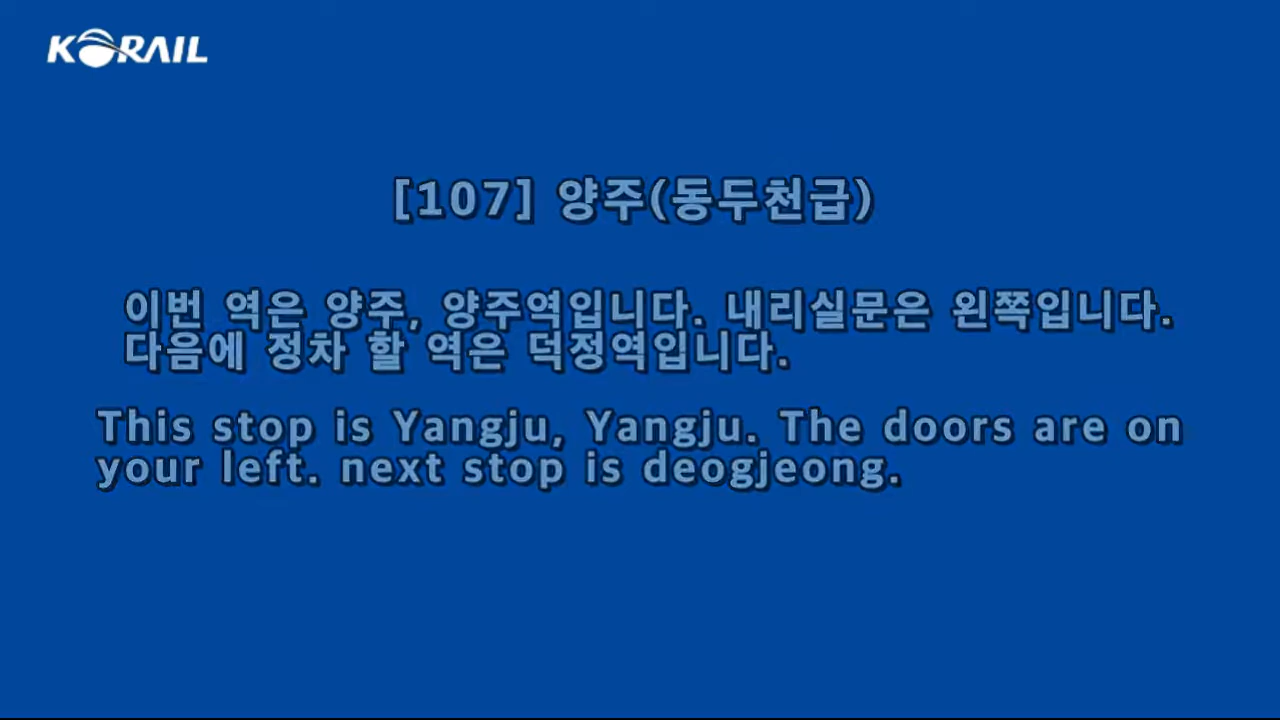 KORAIL
[107] 양주(동두천급)
이번 역은 양주, 양주역입니다. 내리실문은 왼쪽입니다.
다음에 정차 할 역은 덕정역입니다.
This stop is Yangju, Yangju. The doors are on
your left. next stop is deogjeong.